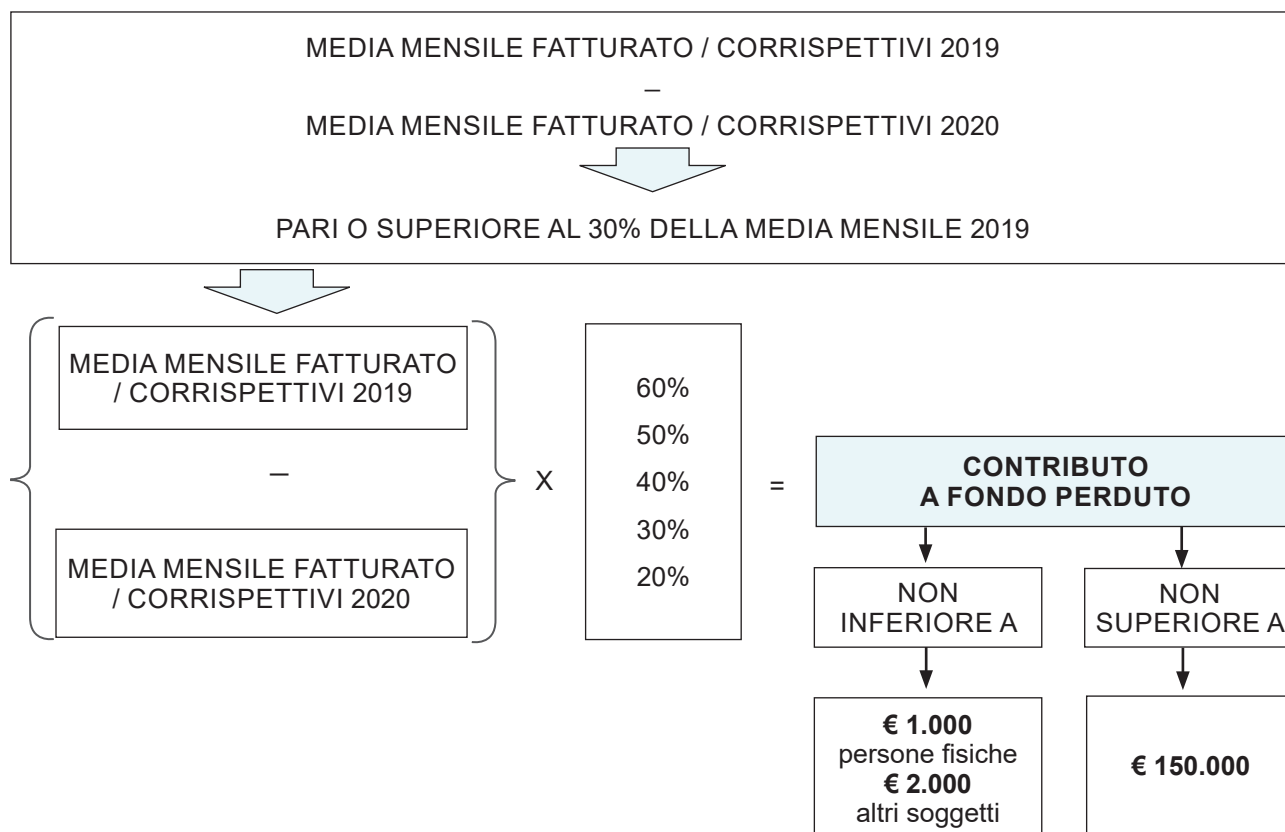 MEDIA MENSILE FATTURATO / CORRISPETTIVI 2019
–
MEDIA MENSILE FATTURATO / CORRISPETTIVI 2020
PARI O SUPERIORE AL 30% DELLA MEDIA MENSILE 2019
MEDIA MENSILE FATTURATO
/ CORRISPETTIVI 2019
–
MEDIA MENSILE FATTURATO
/ CORRISPETTIVI 2020
X
60%
50%
40%
30%
20%
=
CONTRIBUTO
A FONDO PERDUTO
NON
INFERIORE A
€ 1.000
persone fisiche
€ 2.000
altri soggetti
NON
SUPERIORE A
€ 150.000